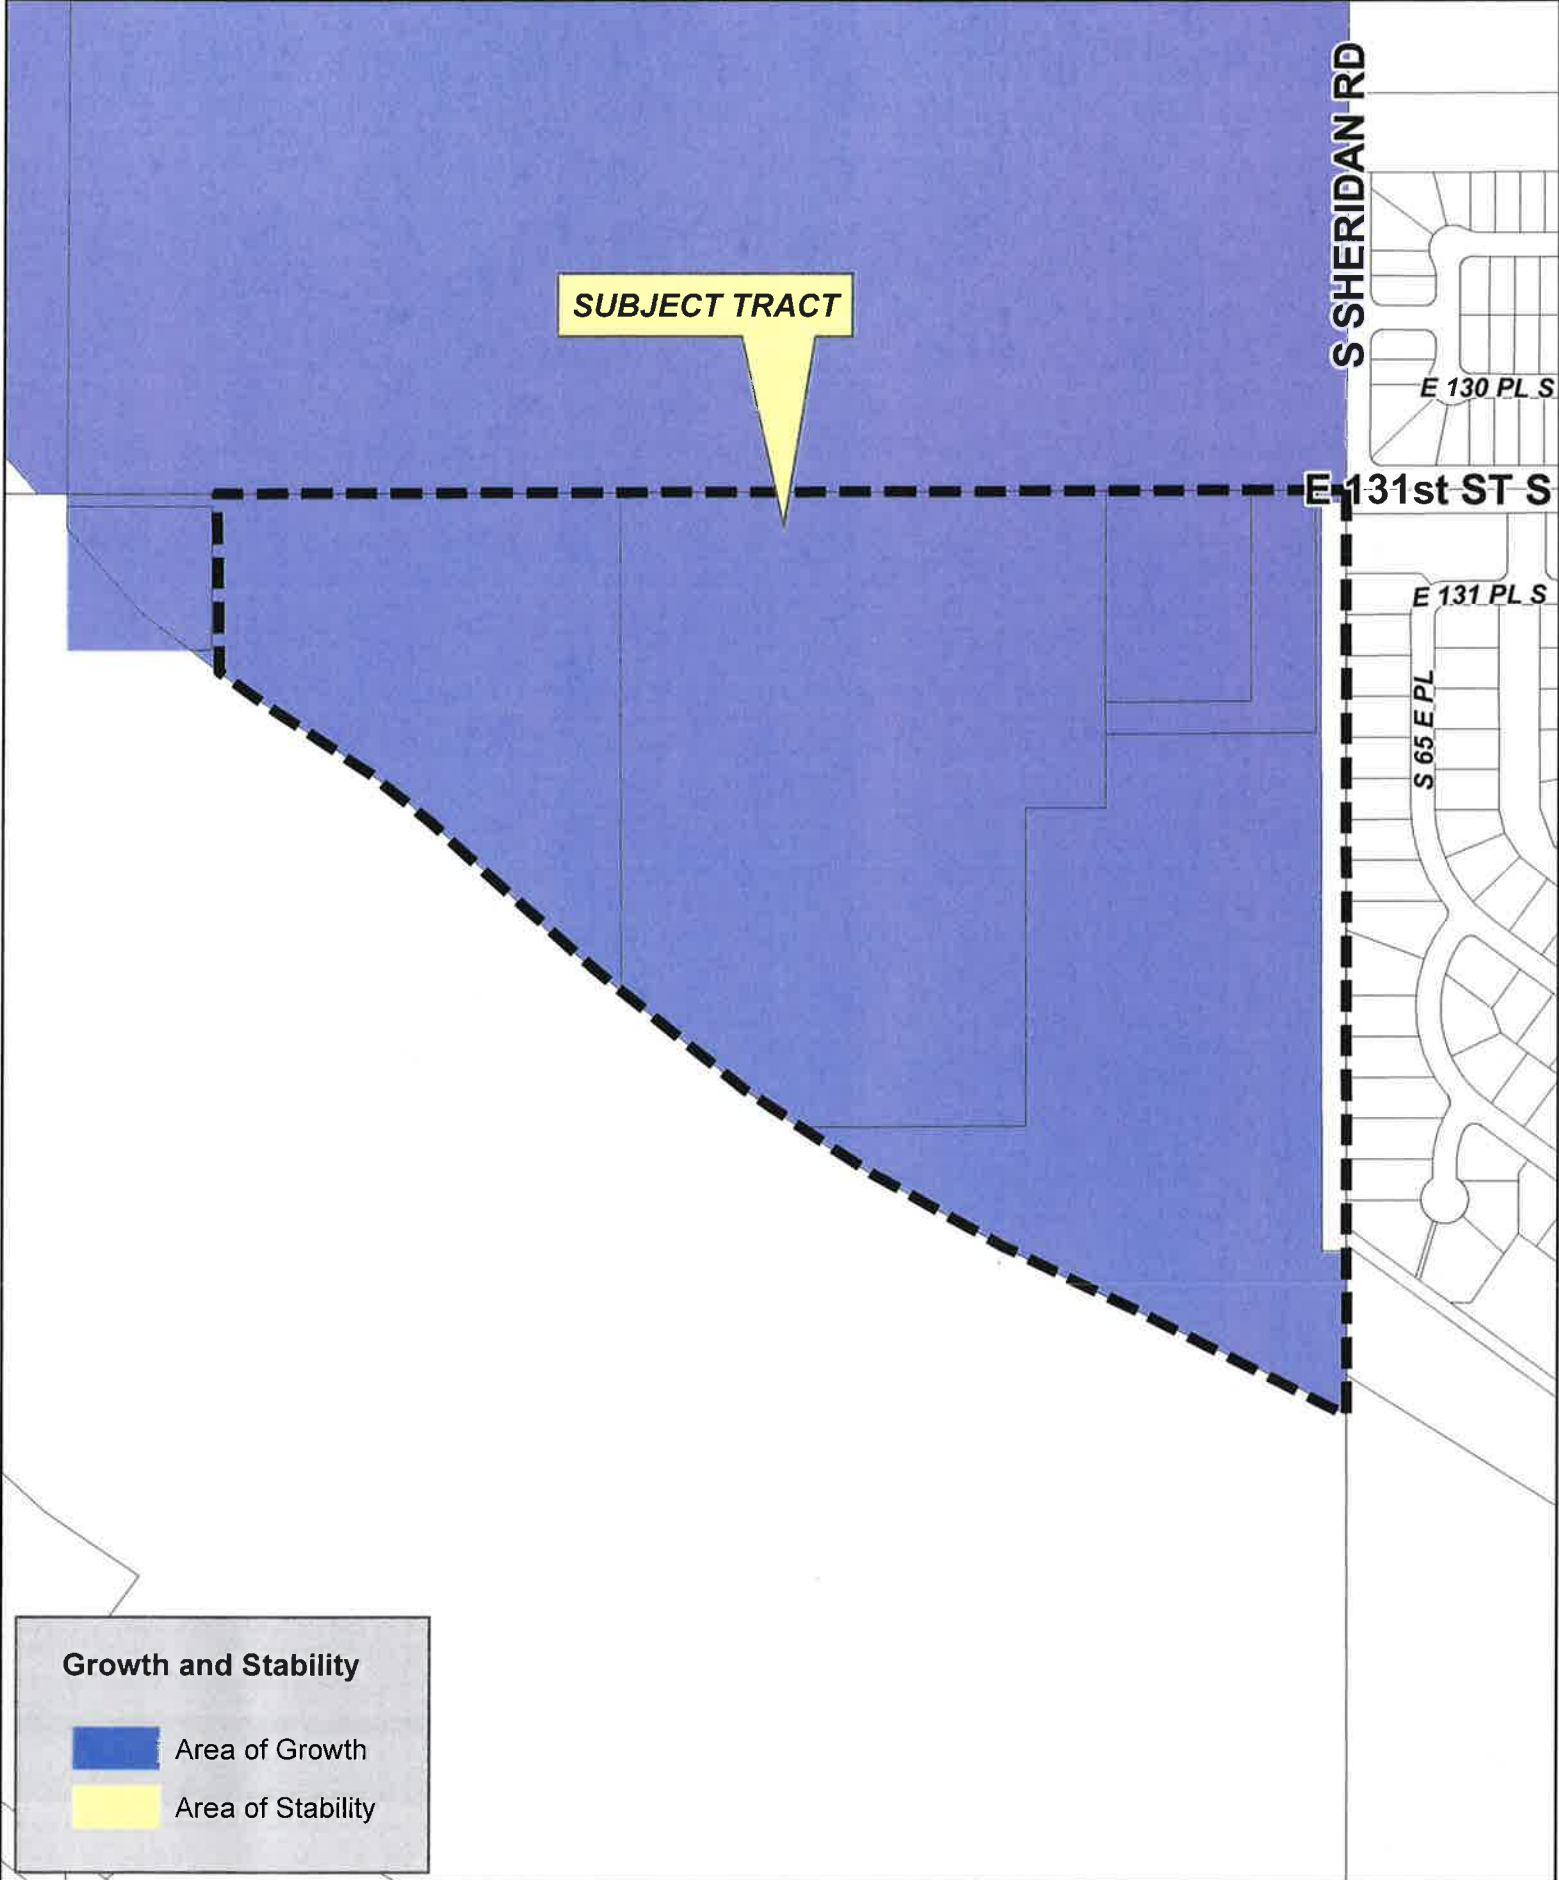 S SHERIDAN RD
SUBJECT TRACT
E 130 PL S
E 131st ST S
E 131 PL S
S 65 E PL
Growth and Stability
Area of Growth
Area of Stability